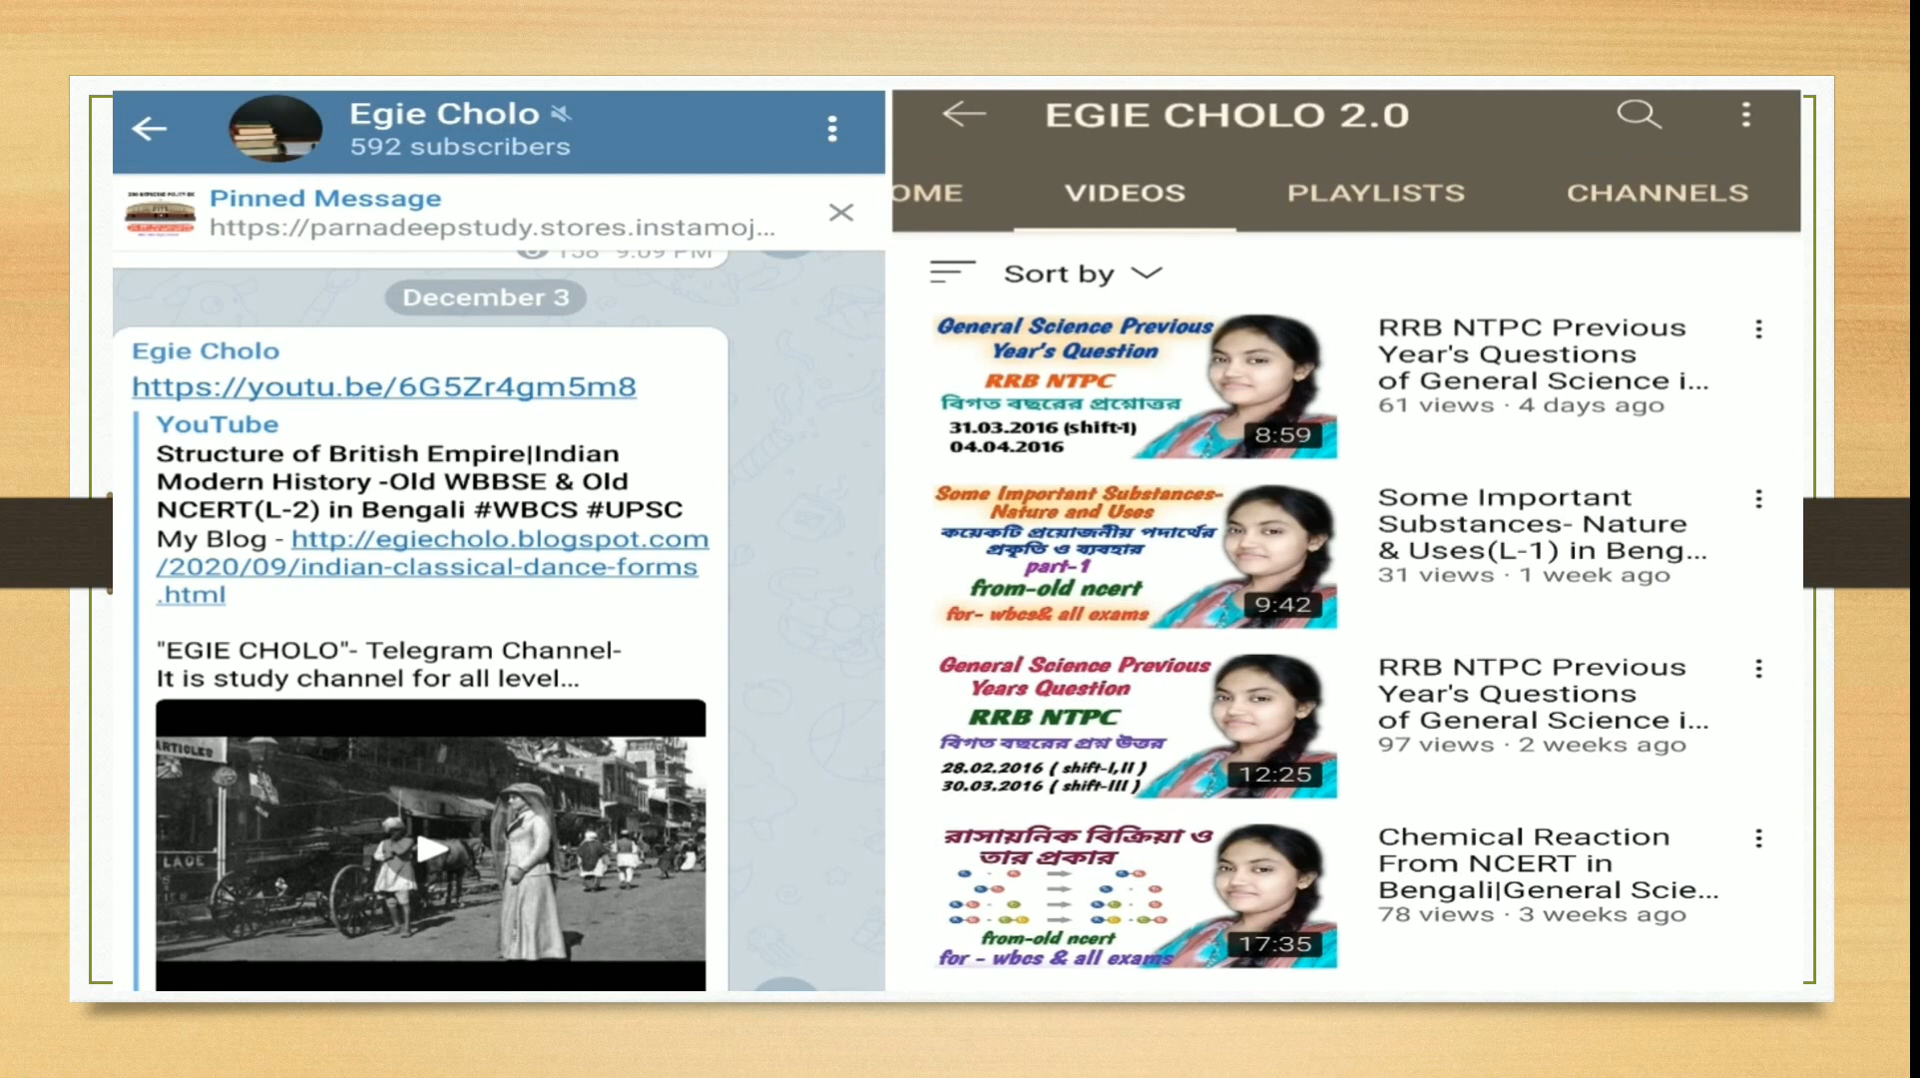 Egie Cholo
592 subscribers
Pinned Message
https://parnadeepstudy.stores.instamoj...
158 9:09 PM
December 3
Egie Cholo
https://youtu.be/6G5Zr4gm5m8
YouTube
Structure of British Empire|Indian
Modern History -Old WBBSE & Old
NCERT(L-2) in Bengali #WBCS #UPSC
My Blog - http://egiecholo.blogspot.com
/2020/09/indian-classical-dance-forms
.html
"EGIE CHOLO"- Telegram Channel-
It is study channel for all level...
ARTICLES
LACE
EGIE CHOLO 2.0
OME VIDEOS PLAYLISTS CHANNELS
Sort by
General Science Previous
Year's Question
RRB NTPC
বিগত বছরের প্রশ্নোত্তর
31.03.2016 (shift-1)
04.04.2016
8:59
RRB NTPC Previous
Year's Questions
of General Science i...
61 views · 4 days ago
Some Important Substances-
Nature and Uses
কয়েকটি প্রয়োজনীয় পদার্থের
প্রকৃতি ও ব্যবহার
part-1
from-old ncert
for- wbcs& all exams
9:42
Some Important
Substances- Nature
& Uses(L-1) in Beng...
31 views · 1 week ago
General Science Previous
Years Question
RRB NTPC
বিগত বছরের প্রশ্ন উত্তর
28.02.2016 ( shift-I,II )
30.03.2016 ( shift-III )
12:25
RRB NTPC Previous
Year's Questions
of General Science i...
97 views · 2 weeks ago
রাসায়নিক বিক্রিয়া ও
তার প্রকার
from-old ncert
for - wbcs & all exams
17:35
Chemical Reaction
From NCERT in
Bengali|General Scie...
78 views · 3 weeks ago